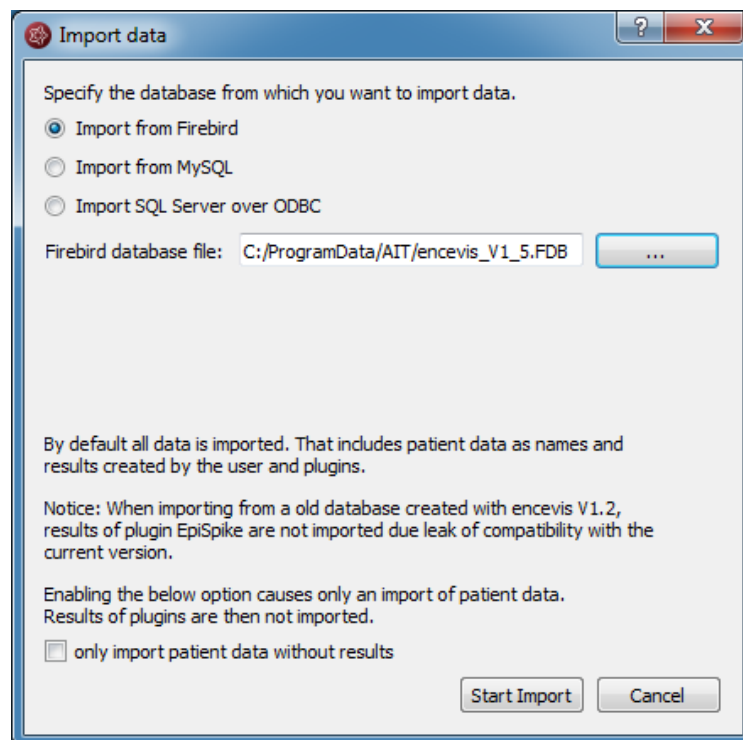 Import data
Specify the database from which you want to import data.
Import from Firebird
Import from MySQL
Import SQL Server over ODBC
Firebird database file: C:/ProgramData/AIT/encevis_V1_5.FDB ...
By default all data is imported. That includes patient data as names and
results created by the user and plugins.
Notice: When importing from a old database created with encevis V1.2,
results of plugin EpiSpike are not imported due leak of compatibility with the
current version.
Enabling the below option causes only an import of patient data.
Results of plugins are then not imported.
only import patient data without results
Start Import Cancel